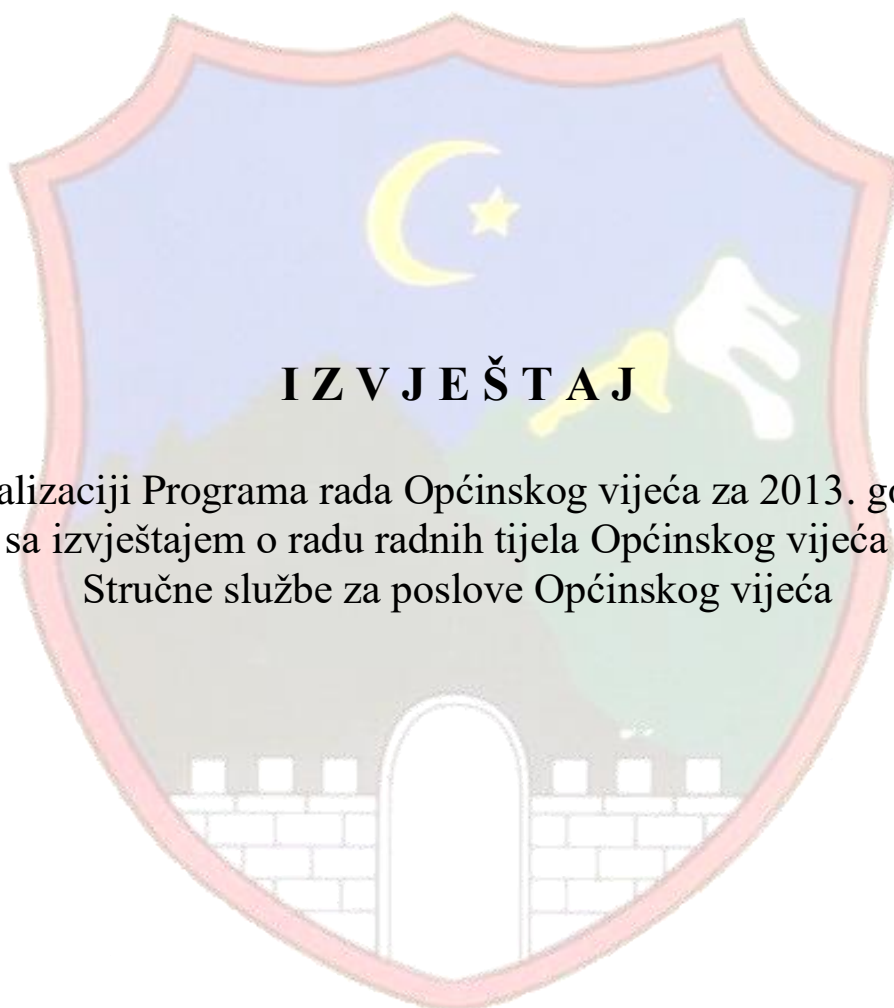 I Z V J E Š T A J
alizaciji Programa rada Općinskog vijeća za 2013. go
sa izvještajem o radu radnih tijela Općinskog vijeća
Stručne službe za poslove Općinskog vijeća